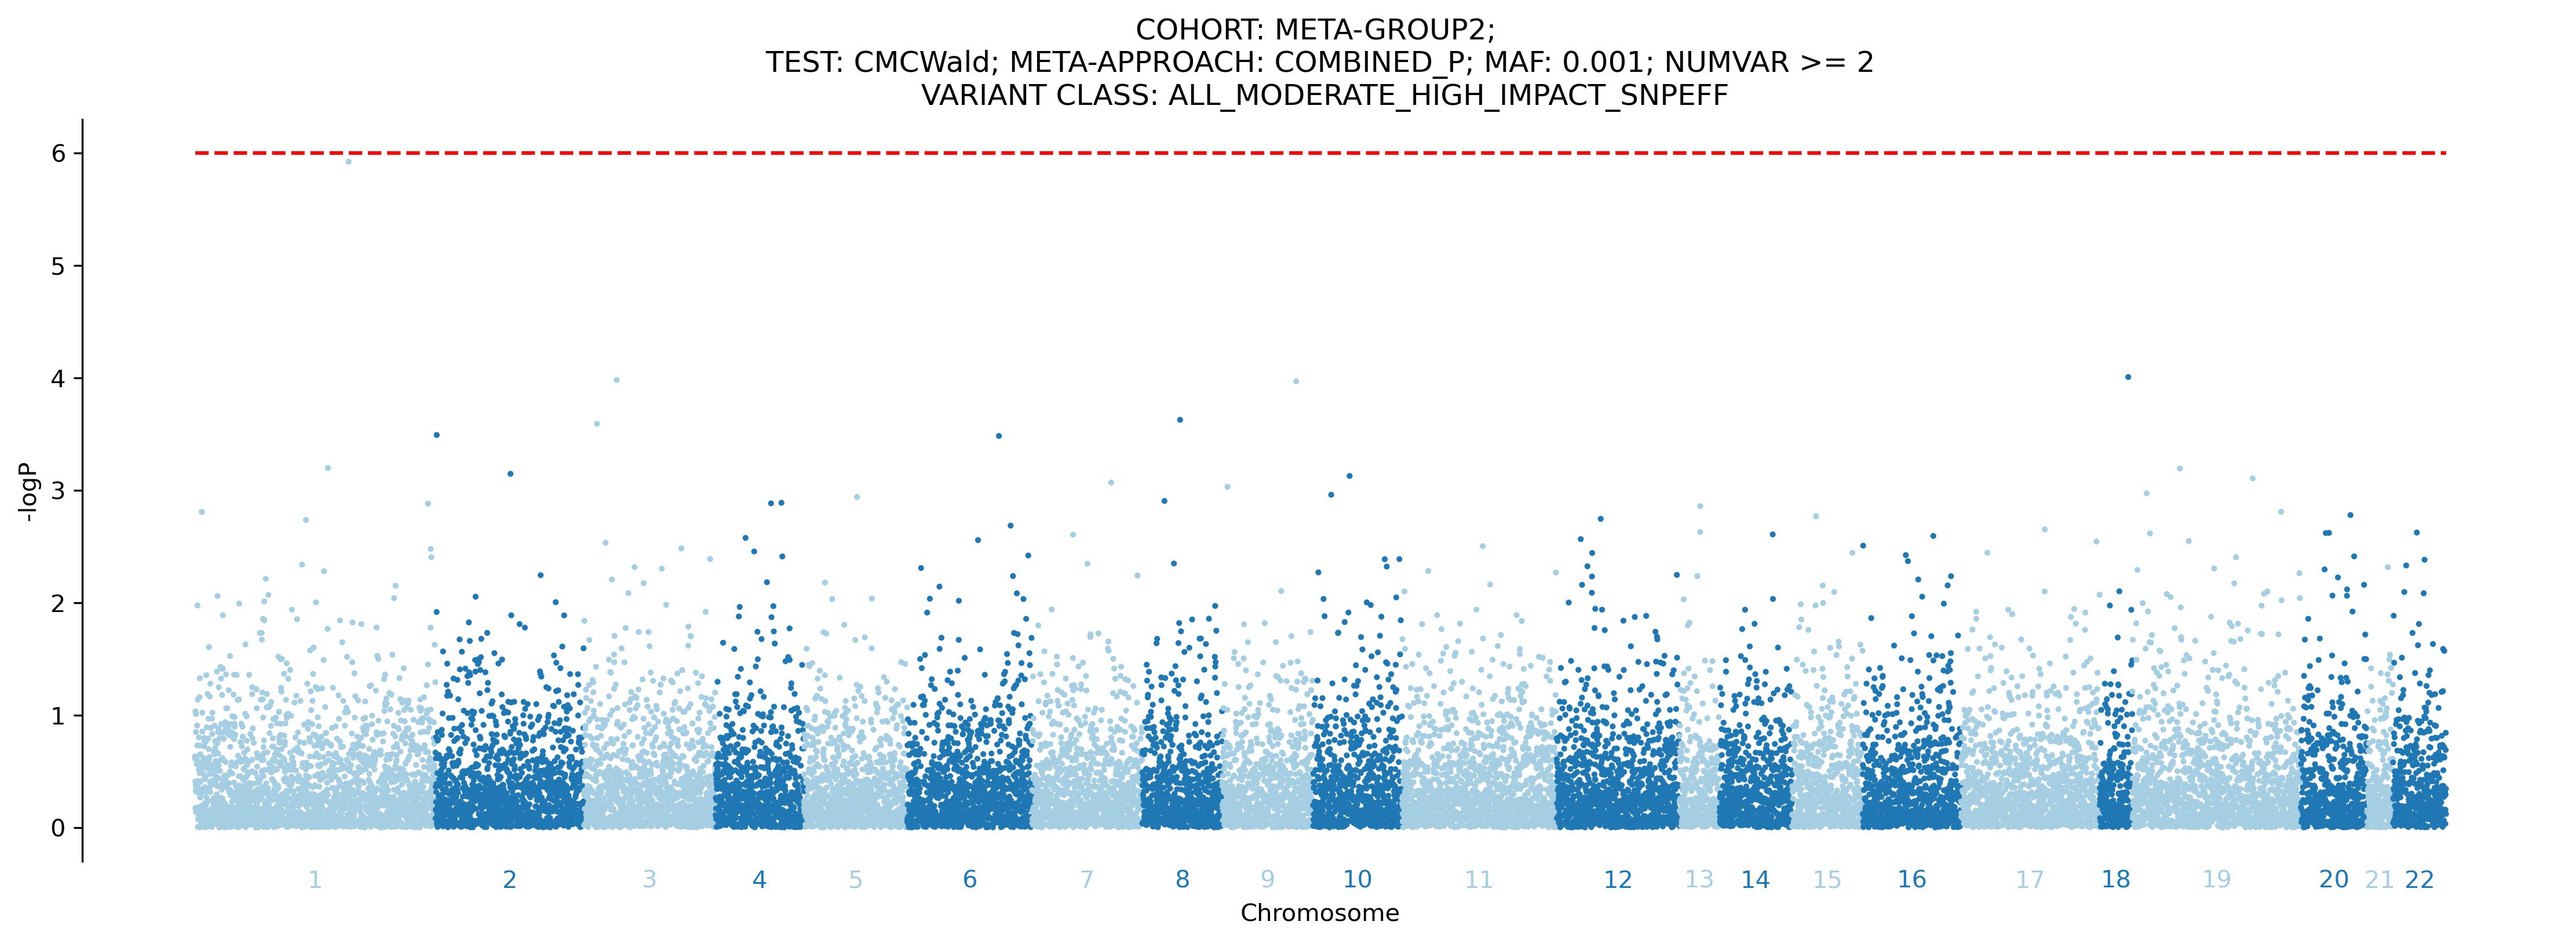 COHORT: META-GROUP2;
TEST: CMCWald; META-APPROACH: COMBINED_P; MAF: 0.001; NUMVAR >= 2
VARIANT CLASS: ALL_MODERATE_HIGH_IMPACT_SNPEFF
6
5
4
3
2
1
0
-logP
1 2 3 4 5 6 7 8 9 10 11 12 13 14 15 16 17 18 19 20 21 22
Chromosome